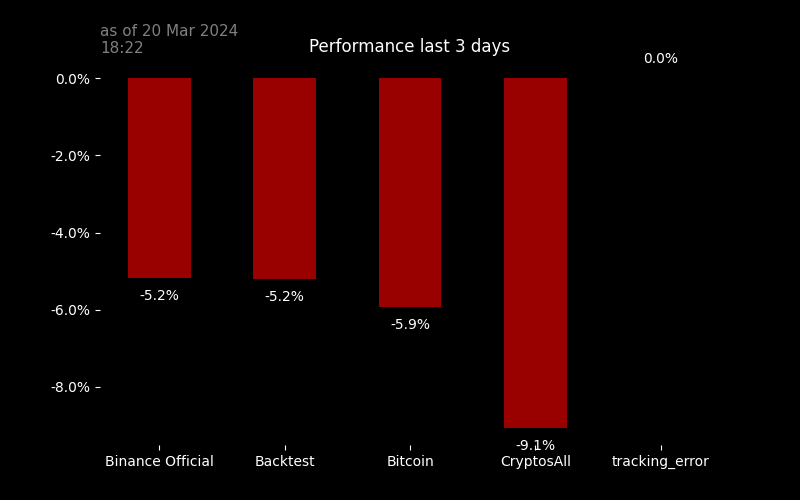 as of 20 Mar 2024
18:22
Performance last 3 days
0.0%
0.0%
-2.0%
-4.0%
-6.0%
-8.0%
-5.2%
-5.2%
-5.9%
-9.1%
Binance Official
Backtest
Bitcoin
CryptosAll
tracking_error